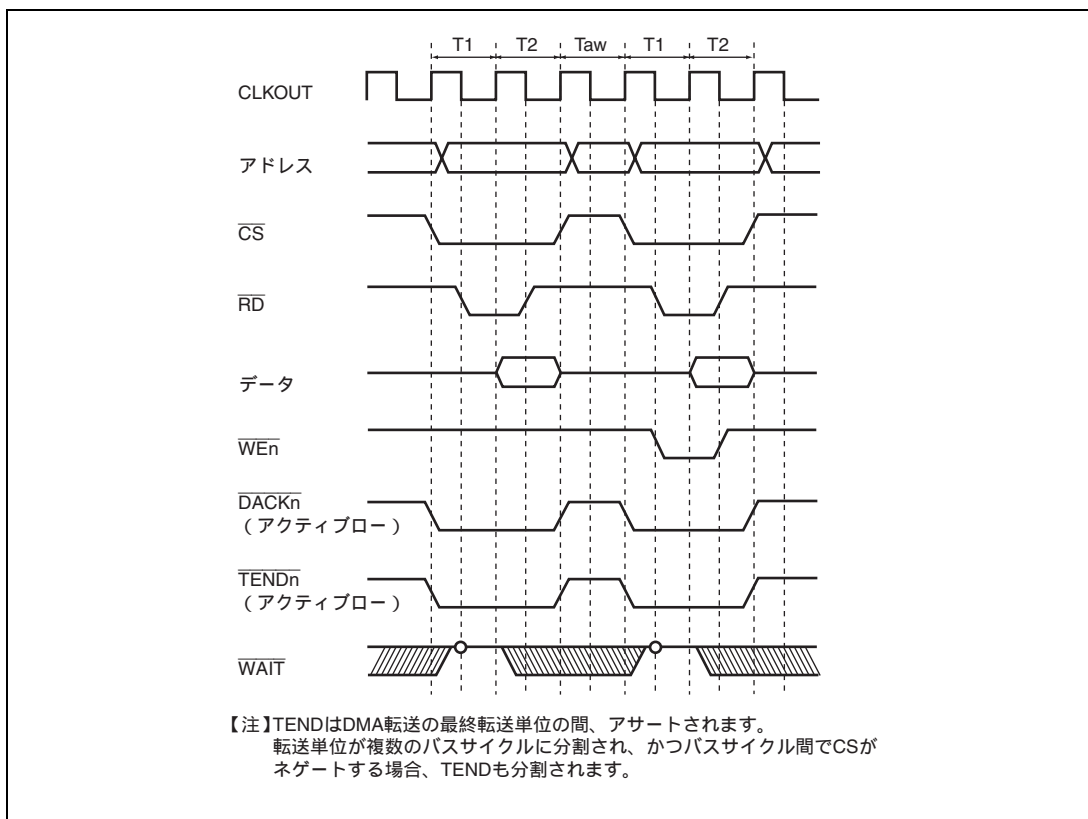 T1 T2 Taw T1 T2
CLKOUT
アドレス
CS
RD
データ
WEn
DACKn
（アクティブロー）
TENDn
（アクティブロー）
WAIT
【注】TENDはDMA転送の最終転送単位の間、アサートされます。
転送単位が複数のバスサイクルに分割され、かつバスサイクル間でCSが
ネゲートする場合、TENDも分割されます。